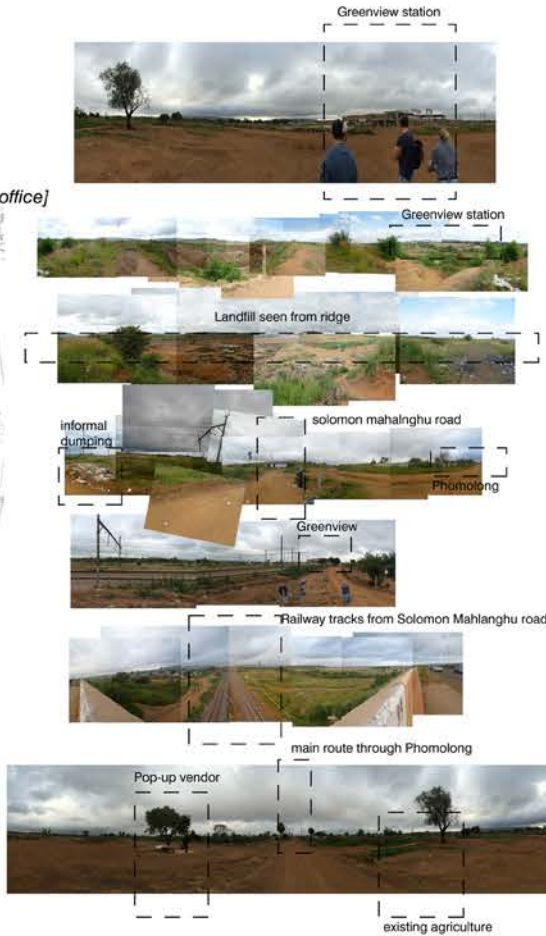 Greenview station
office]
Greenview station
Landfill seen from ridge
informal
dumping
solomon mahalnghu road
Phomolong
Greenview
Railway tracks from Solomon Mahlanghu road
main route through Phomolong
Pop-up vendor
existing agriculture